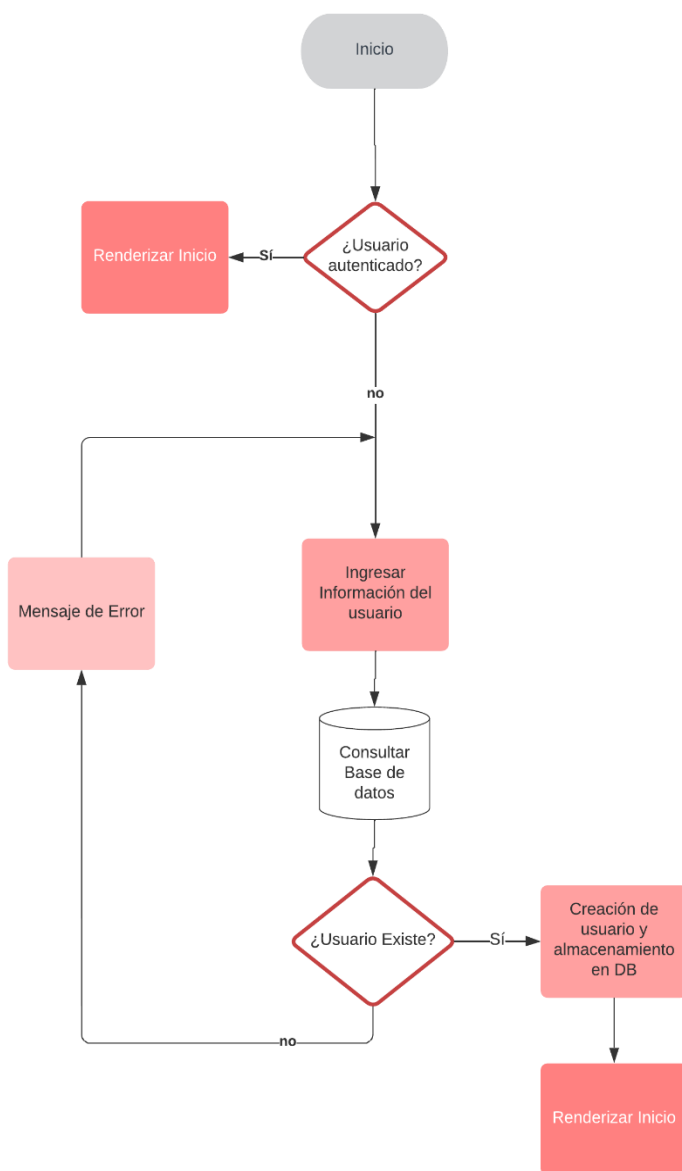 Inicio
¿Usuario
autenticado?
Sí
Renderizar Inicio
no
Ingresar
Información del
usuario
Mensaje de Error
Consultar
Base de
datos
¿Usuario Existe?
Sí
Creación de
usuario y
almacenamiento
en DB
no
Renderizar Inicio